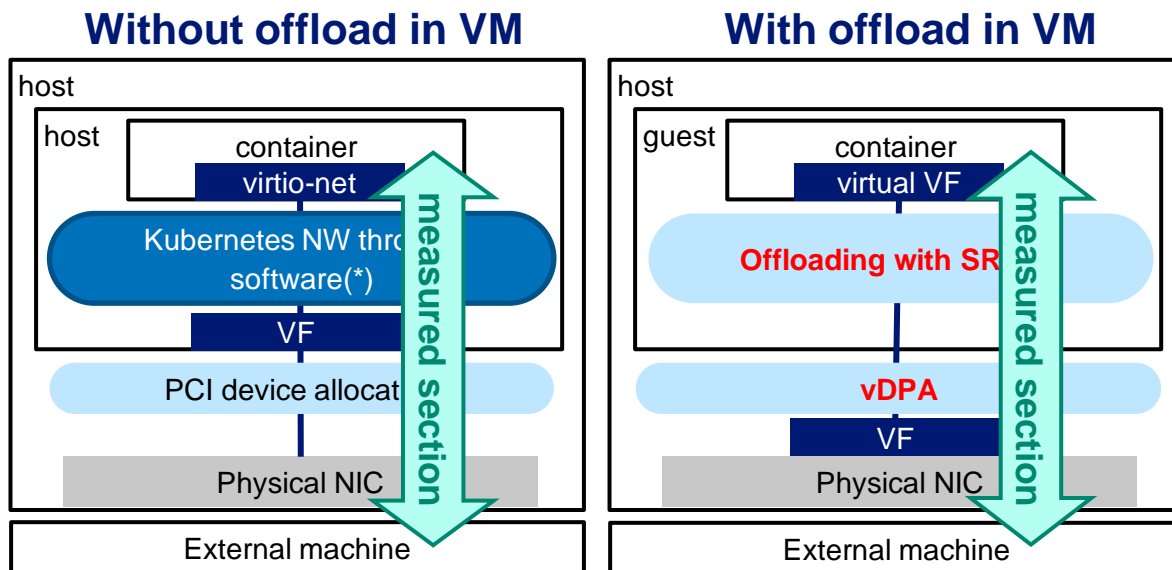 Without offload in VM
host
host
container
virtio-net
Kubernetes NW thro
software(*)
VF
PCI device allocat
Physical NIC
measured section
External machine
With offload in VM
host
guest
container
virtual VF
Offloading with SR
vDPA
VF
Physical NIC
measured section
External machine